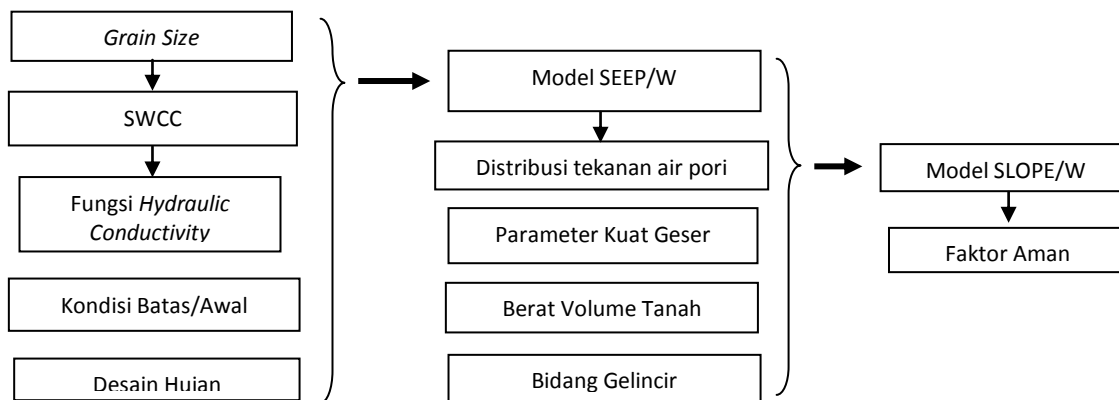 Grain Size
SWCC
Fungsi Hydraulic
Conductivity
Kondisi Batas/Awal
Desain Hujan
Model SEEP/W
Distribusi tekanan air pori
Parameter Kuat Geser
Berat Volume Tanah
Bidang Gelincir
Model SLOPE/W
Faktor Aman